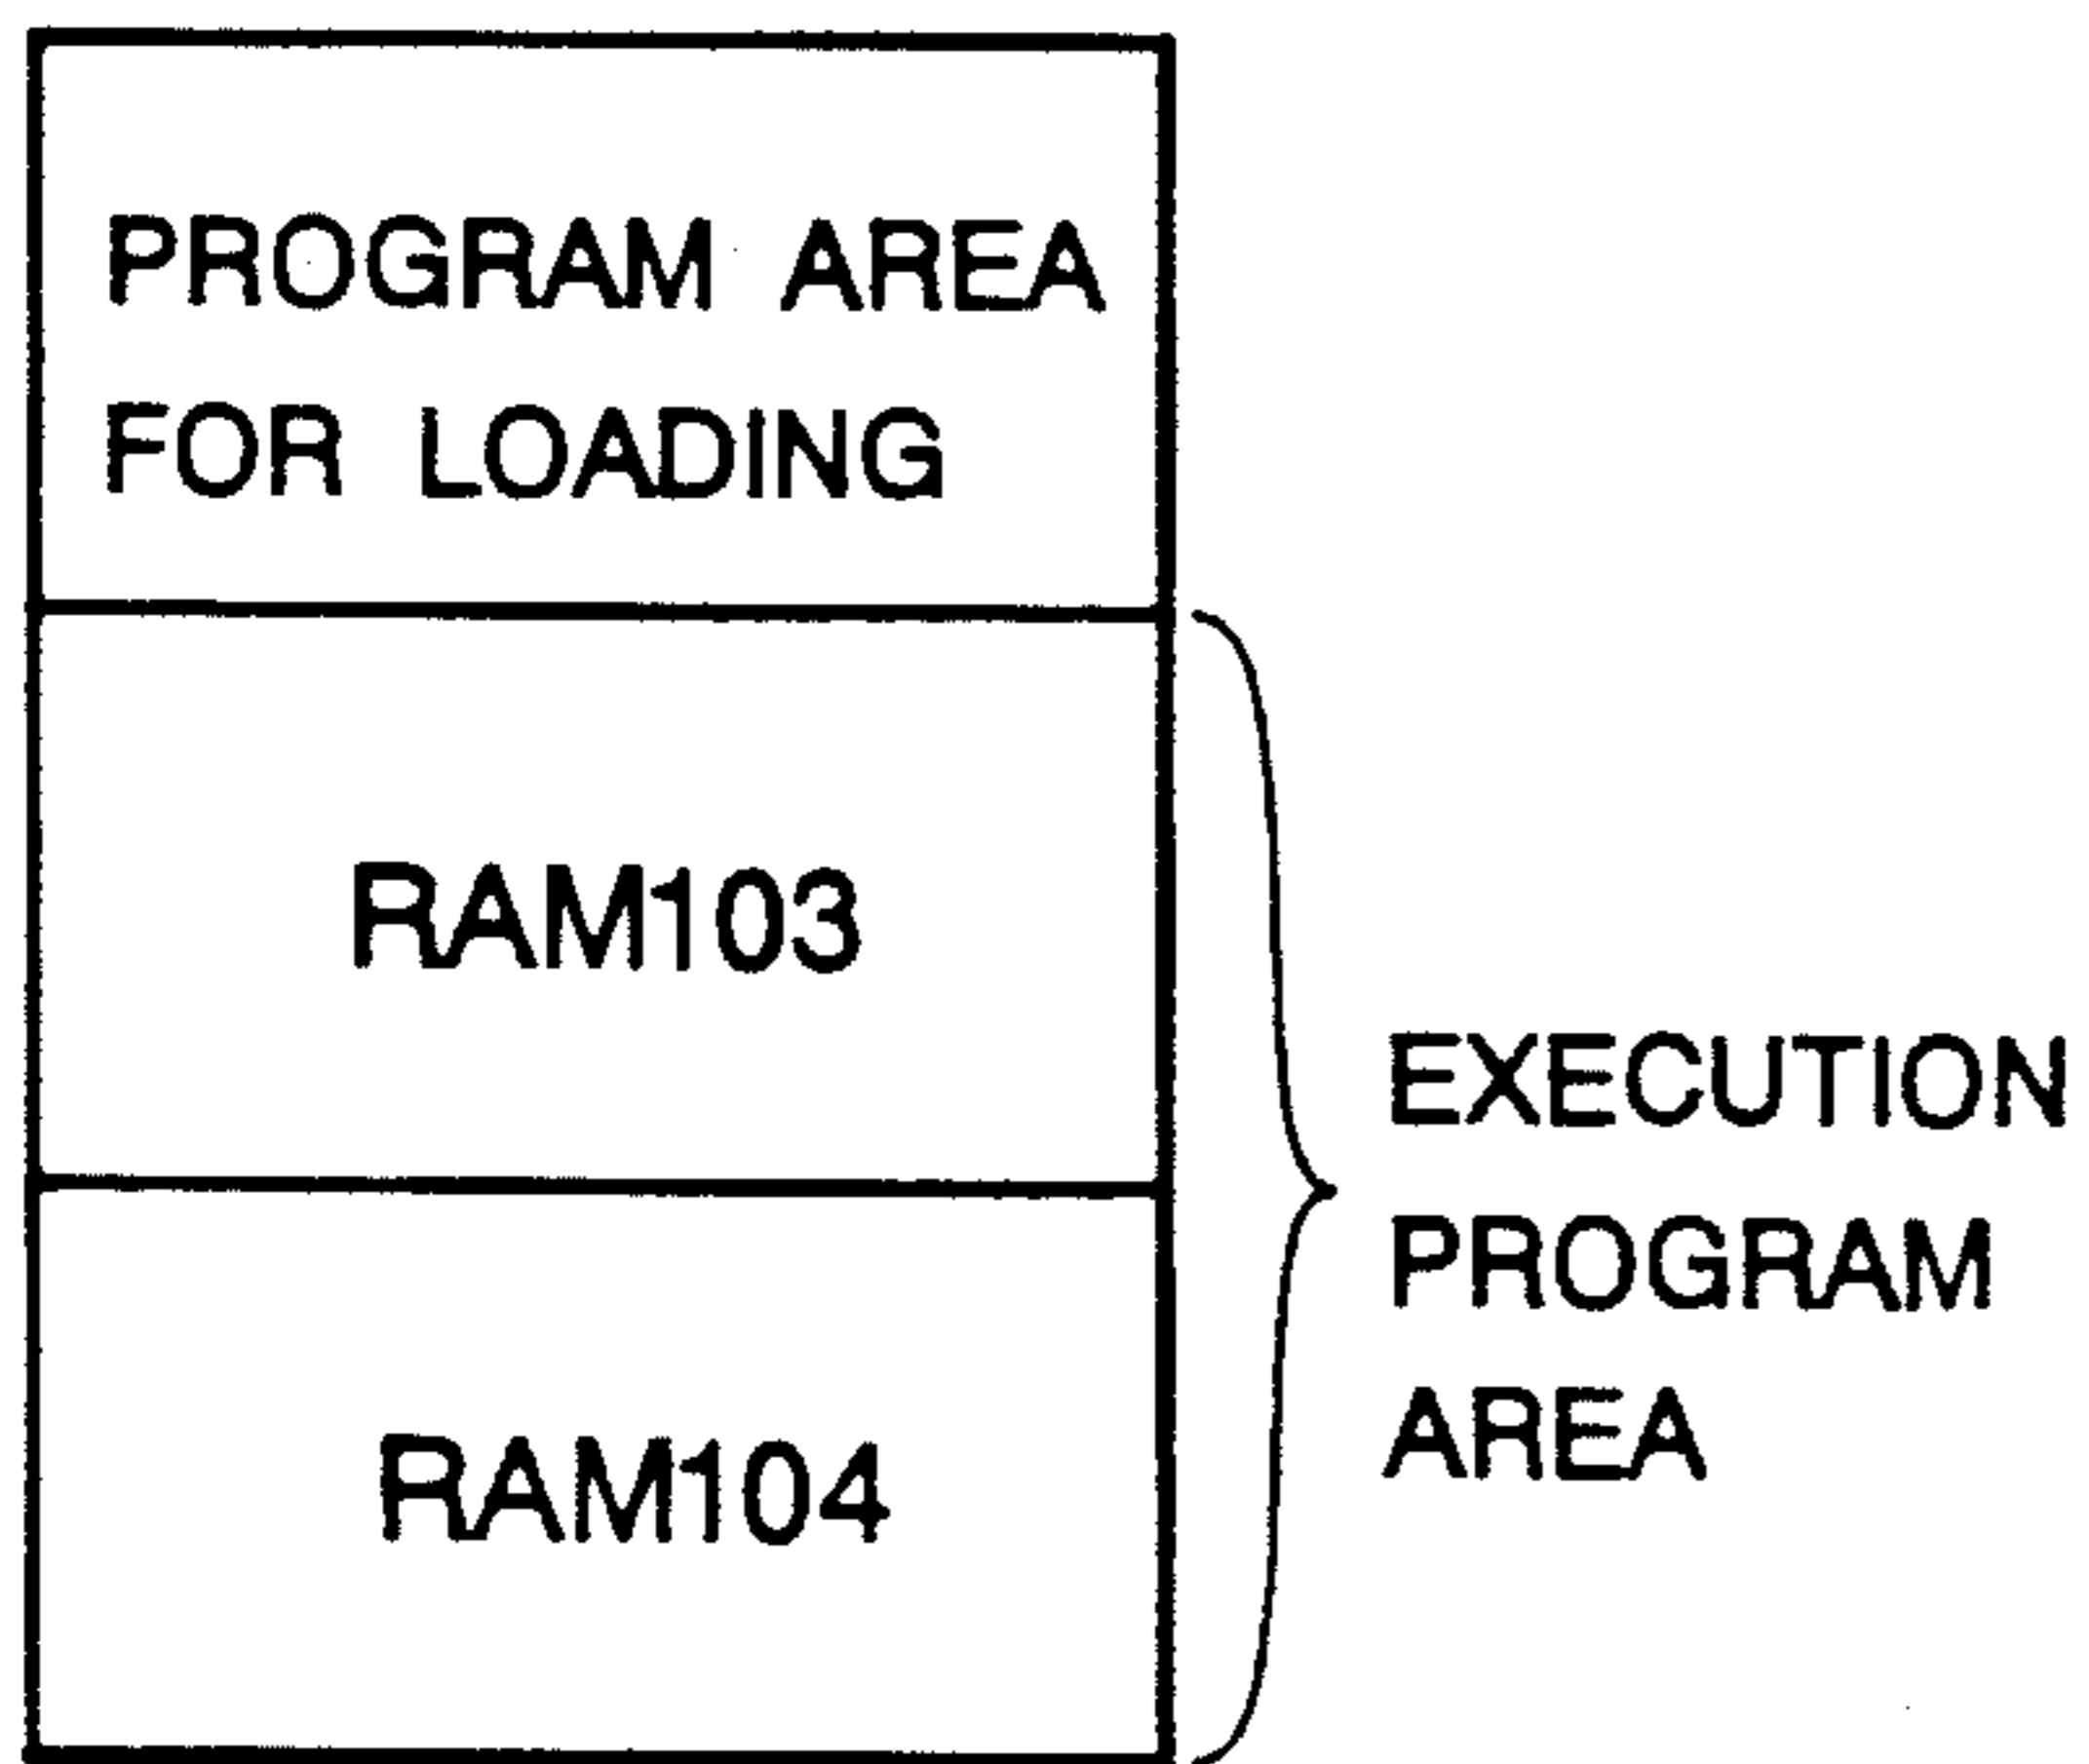 PROGRAM AREA
FOR LOADING
RAM103
RAM104
EXECUTION
PROGRAM
AREA